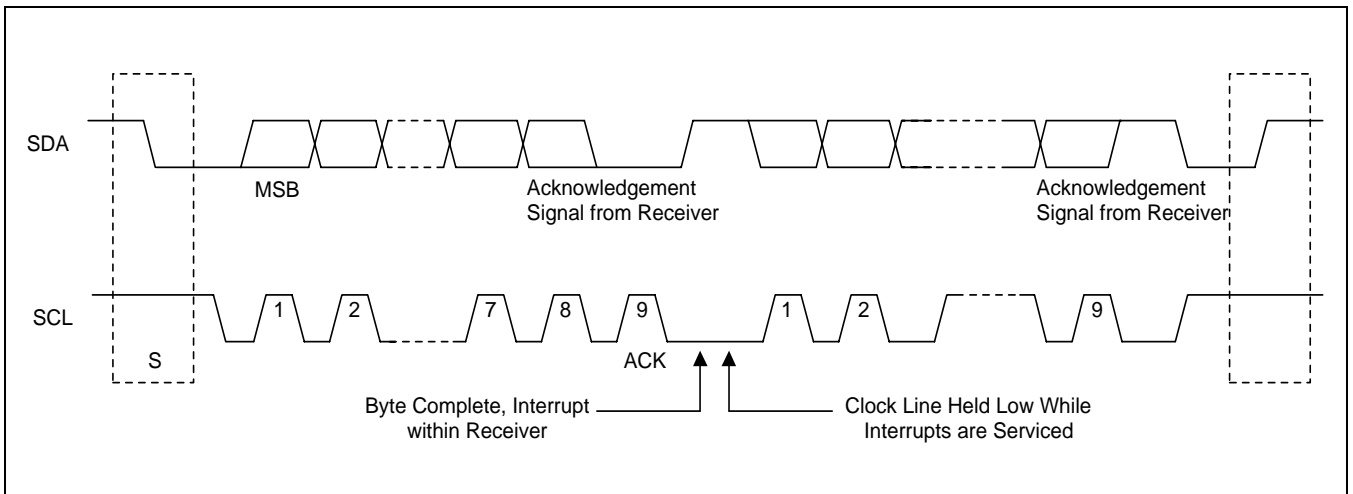 SDA
MSB
Acknowledgement
Signal from Receiver
Acknowledgement
Signal from Receiver
SCL
1
2
7
8
9
1
2
9
S
ACK
Byte Complete, Interrupt
within Receiver
Clock Line Held Low While
Interrupts are Serviced